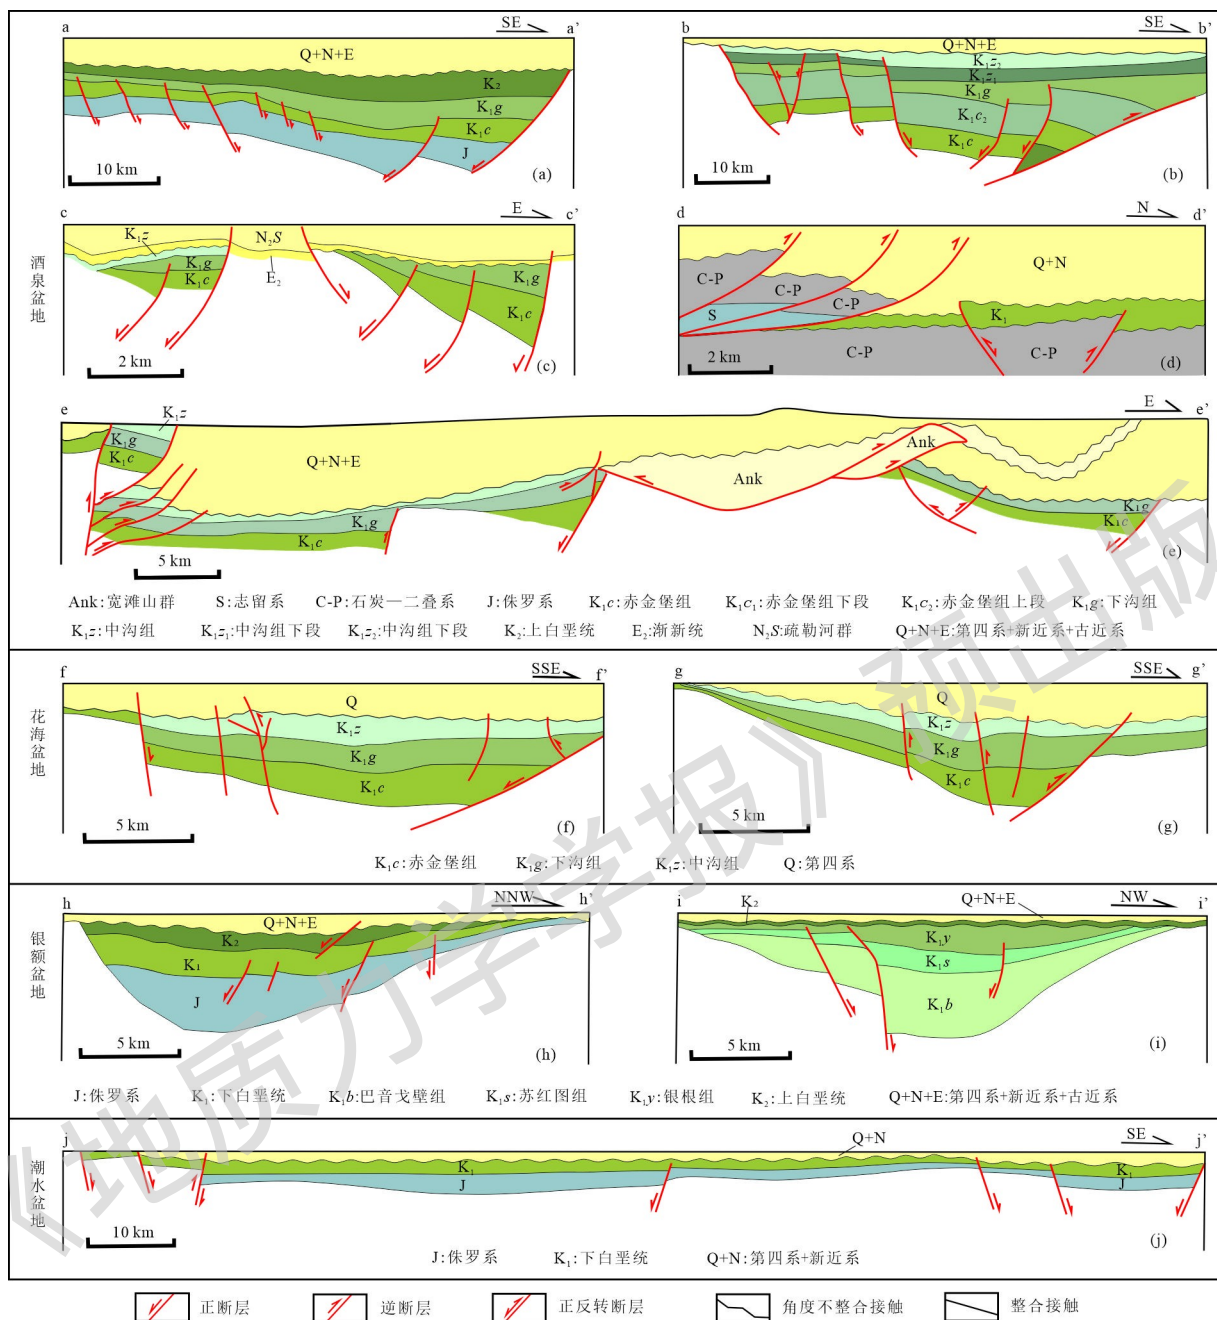 a SE a'
Q+N+E
K₂
K₁g
K₁c
J
10 km
(a)
b SE b'
Q+N+E
K₁z₂
K₁z₁
K₁g
K₁c₂
K₁c
10 km
(b)
酒泉盆地
c E c'
K₁z
N₂S
K₁g
K₁g
K₁c
E₂
K₁c
2 km
(c)
d N d'
Q+N
C-P
C-P
C-P
S
K₁
C-P
C-P
2 km
(d)
e E e'
K₁z
K₁g
K₁c
Q+N+E
Ank
Ank
K₁g
K₁g
K₁c
K₁c
5 km
(e)
Ank:宽滩山群 S:志留系 C-P:石炭—二叠系 J:侏罗系 K₁c:赤金堡组 K₁c₁:赤金堡组下段 K₁c₂:赤金堡组上段 K₁g:下沟组
K₁z:中沟组 K₁z₁:中沟组下段 K₁z₂:中沟组下段 K₂:上白垩统 E₂:渐新统 N₂S:疏勒河群 Q+N+E:第四系+新近系+古近系
花海盆地
f SSE f'
Q
K₁z
K₁g
K₁c
5 km
(f)
g SSE g'
Q
K₁z
K₁g
K₁c
5 km
(g)
K₁c:赤金堡组 K₁g:下沟组 K₁z:中沟组 Q:第四系
银额盆地
h NNW h'
Q+N+E
K₂
K₁
J
5 km
(h)
i K₂ Q+N+E NW i'
K₁y
K₁s
K₁b
5 km
(i)
J:侏罗系 K₁:下白垩统 K₁b:巴音戈壁组 K₁s:苏红图组 K₁y:银根组 K₂:上白垩统 Q+N+E:第四系+新近系+古近系
潮水盆地
j Q+N SE j'
K₁
K₁
J
J
10 km
(j)
J:侏罗系 K₁:下白垩统 Q+N:第四系+新近系
正断层 逆断层 正反转断层 角度不整合接触 整合接触
《地质力学学报》预出版